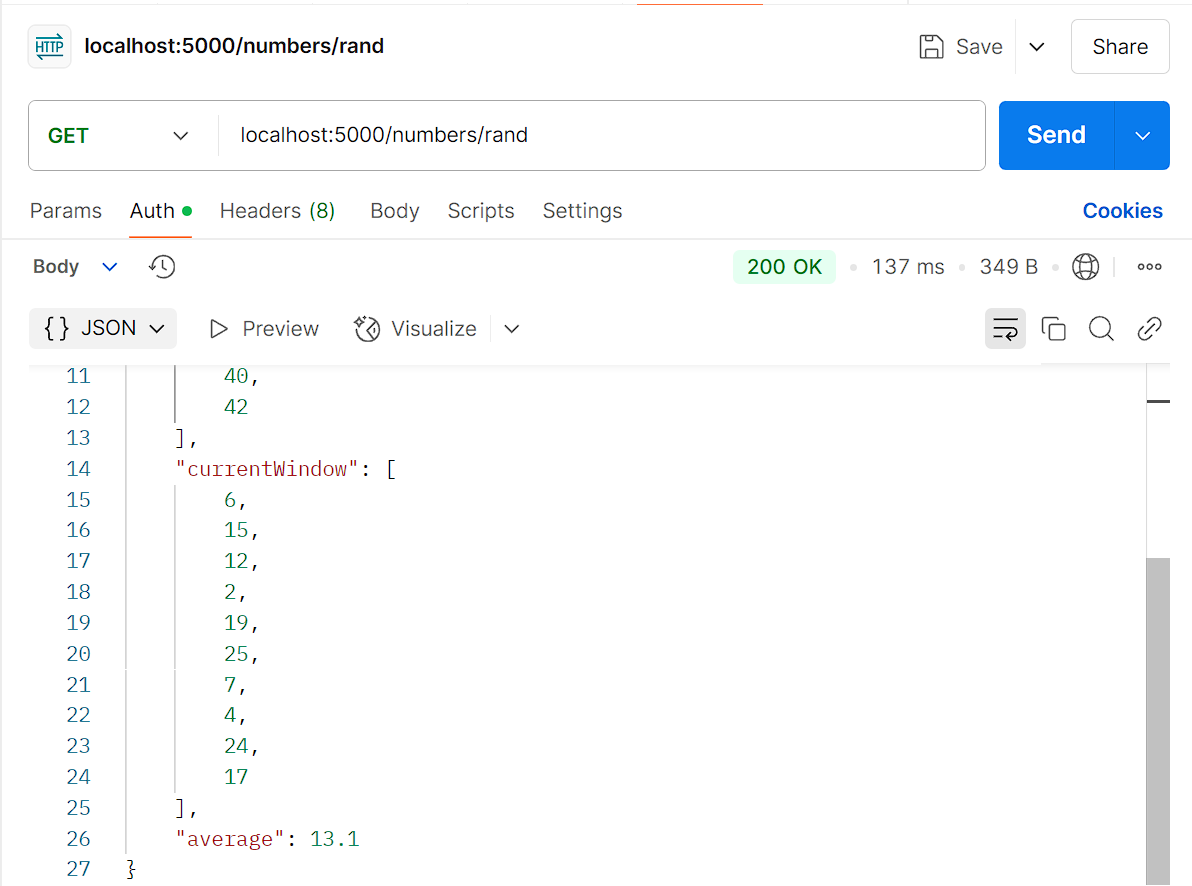 HTTP localhost:5000/numbers/rand Save Share
GET localhost:5000/numbers/rand Send
Params Auth Headers (8) Body Scripts Settings Cookies
Body 200 OK 137 ms 349 B
{} JSON Preview Visualize
11 40,
12 42
13 ],
14 "currentWindow": [
15 6,
16 15,
17 12,
18 2,
19 19,
20 25,
21 7,
22 4,
23 24,
24 17
25 ],
26 "average": 13.1
27 }